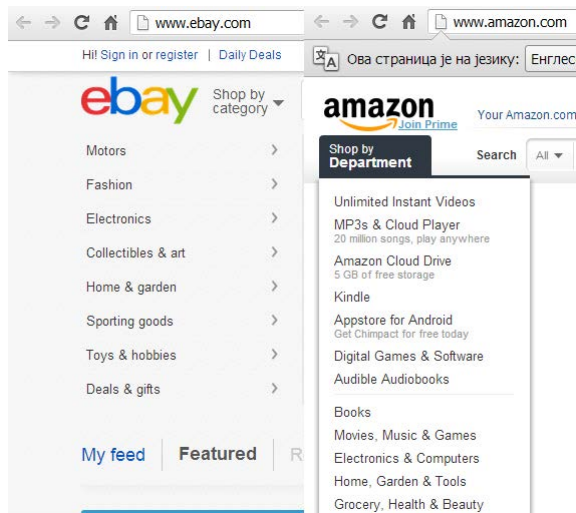 www.ebay.com
Hi! Sign in or register | Daily Deals
ebay
Shop by
category
Motors
Fashion
Electronics
Collectibles & art
Home & garden
Sporting goods
Toys & hobbies
Deals & gifts
My feed Featured R
www.amazon.com
Ова страница је на језику: Енглес
amazon
Join Prime
Your Amazon.com
Shop by
Department
Search All
Unlimited Instant Videos
MP3s & Cloud Player
20 million songs, play anywhere
Amazon Cloud Drive
5 GB of free storage
Kindle
Appstore for Android
Get Chimpact for free today
Digital Games & Software
Audible Audiobooks
Books
Movies, Music & Games
Electronics & Computers
Home, Garden & Tools
Grocery, Health & Beauty